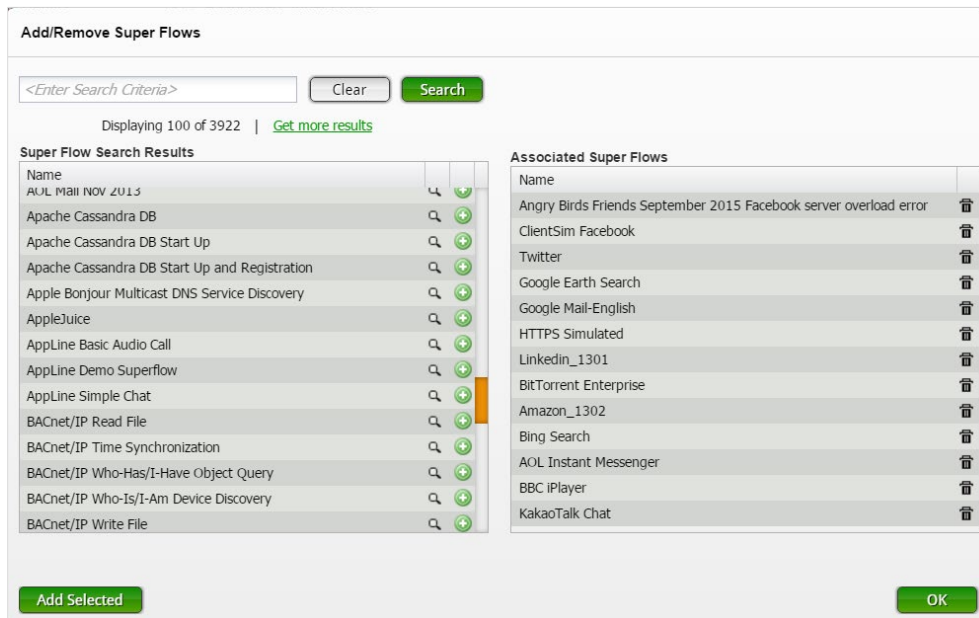 Add/Remove Super Flows
<Enter Search Criteria>
Clear
Search
Displaying 100 of 3922 | Get more results
Super Flow Search Results
Name
AOL Mail Nov 2013
Apache Cassandra DB
Apache Cassandra DB Start Up
Apache Cassandra DB Start Up and Registration
Apple Bonjour Multicast DNS Service Discovery
AppleJuice
AppLine Basic Audio Call
AppLine Demo Superflow
AppLine Simple Chat
BACnet/IP Read File
BACnet/IP Time Synchronization
BACnet/IP Who-Has/I-Have Object Query
BACnet/IP Who-Is/I-Am Device Discovery
BACnet/IP Write File
Associated Super Flows
Name
Angry Birds Friends September 2015 Facebook server overload error
ClientSim Facebook
Twitter
Google Earth Search
Google Mail-English
HTTPS Simulated
Linkedin_1301
BitTorrent Enterprise
Amazon_1302
Bing Search
AOL Instant Messenger
BBC iPlayer
KakaoTalk Chat
Add Selected
OK